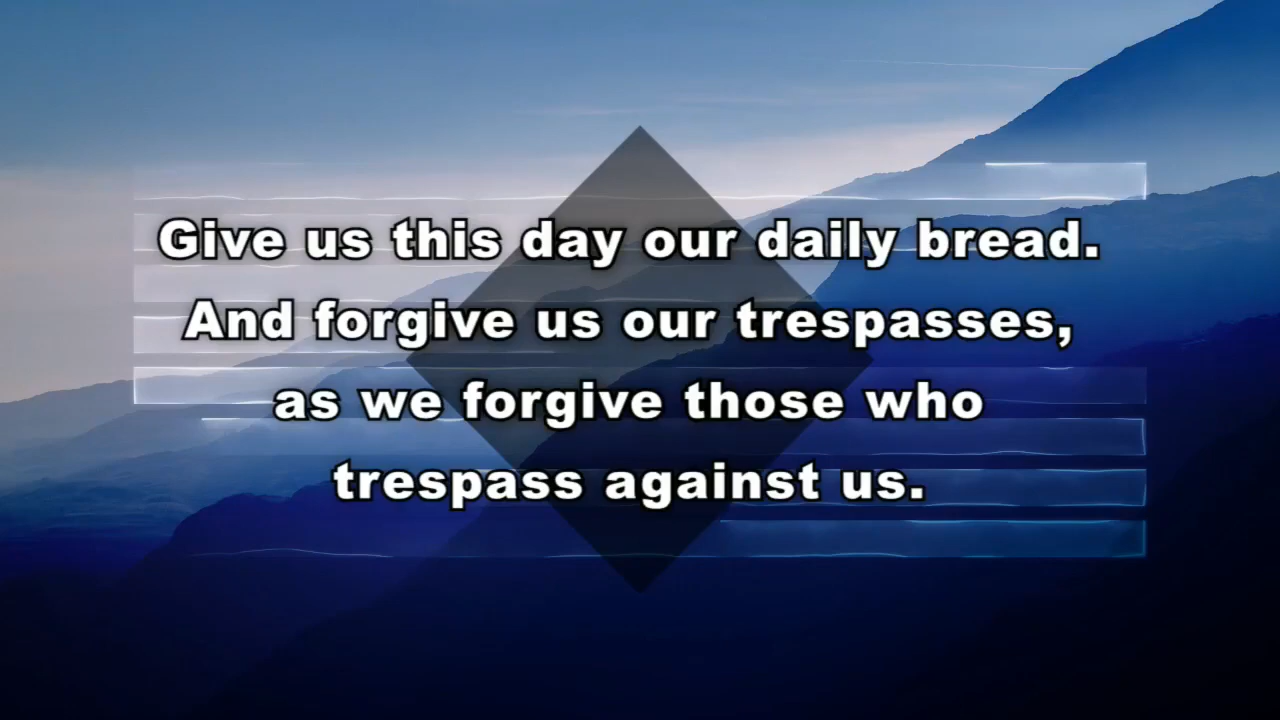 Give us this day our daily bread.
And forgive us our trespasses,
as we forgive those who
trespass against us.